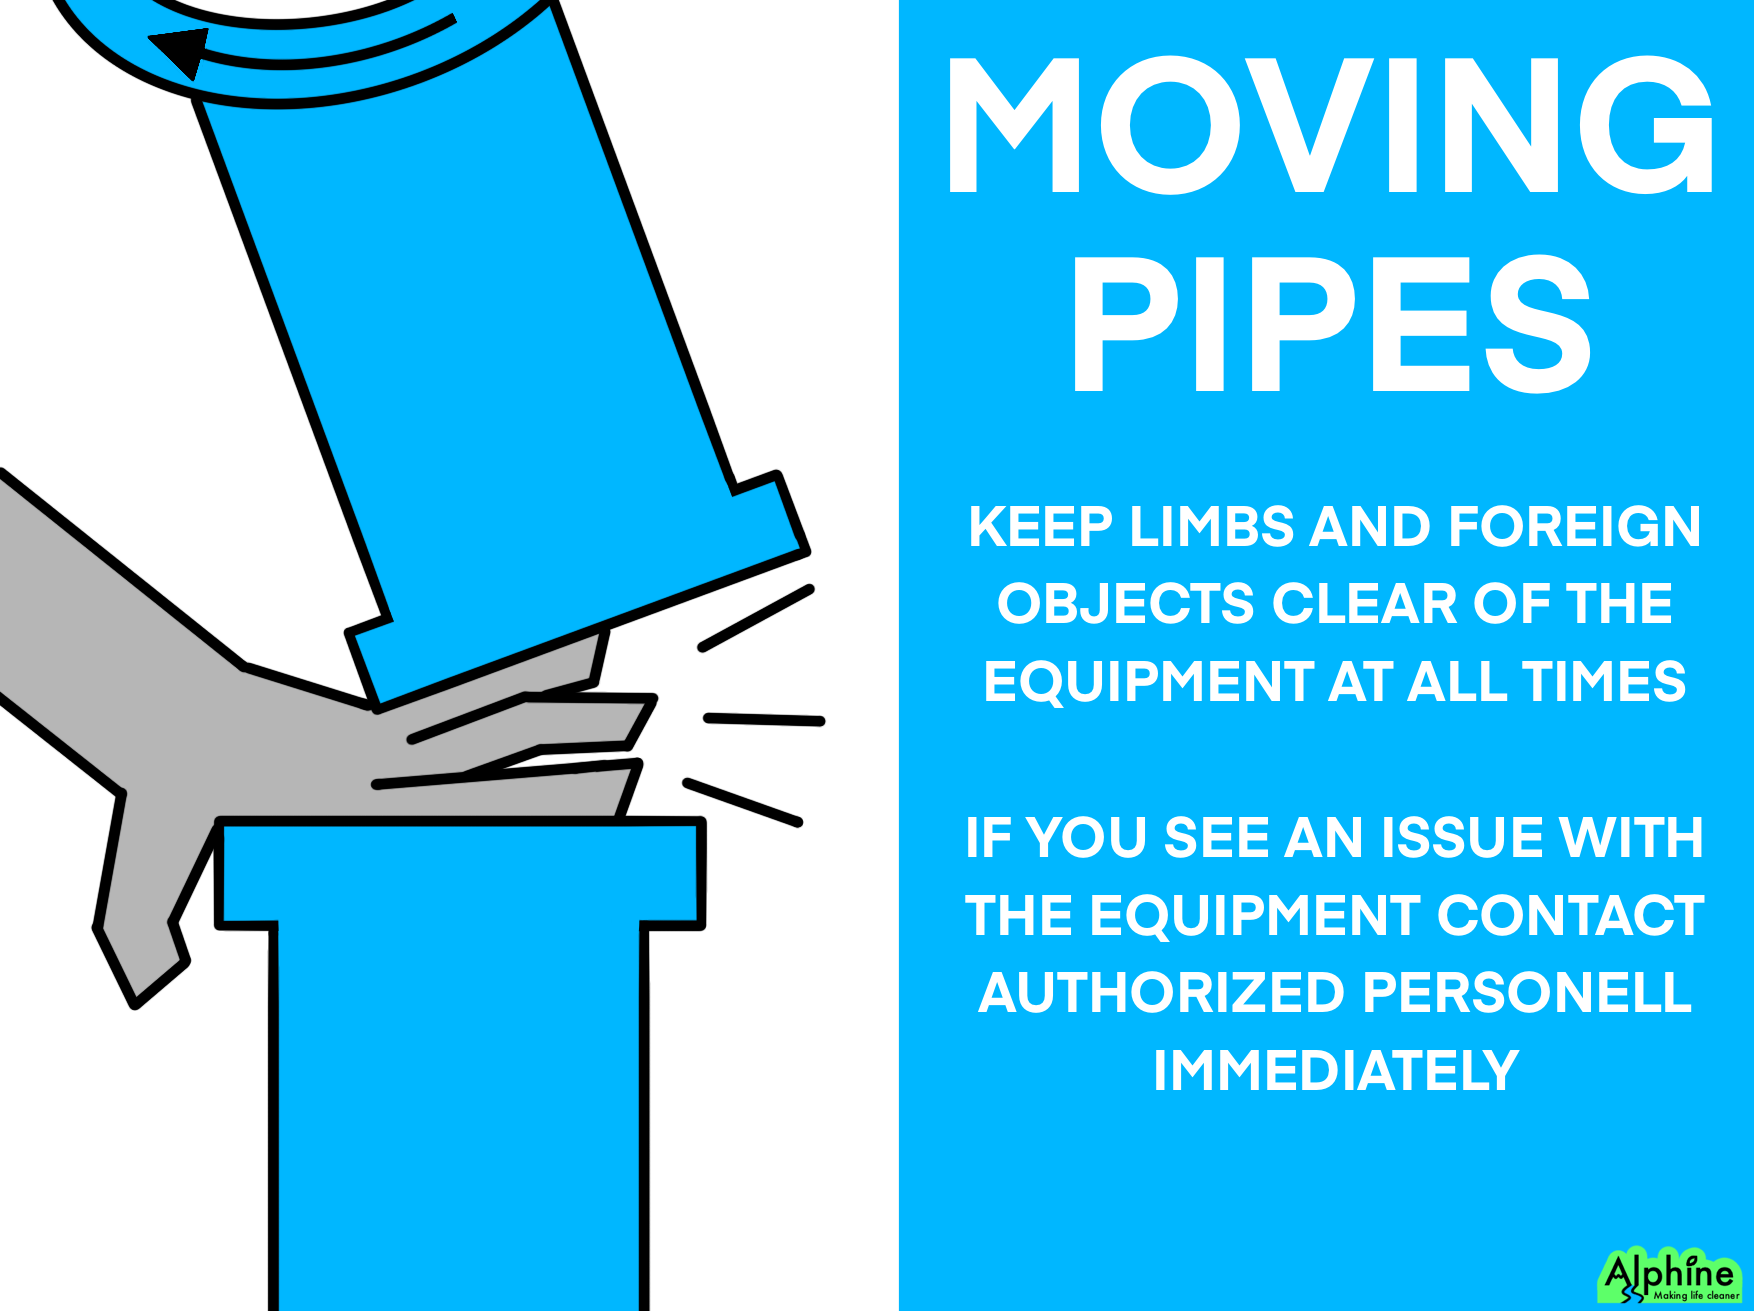 MOVING
PIPES
KEEP LIMBS AND FOREIGN
OBJECTS CLEAR OF THE
EQUIPMENT AT ALL TIMES
IF YOU SEE AN ISSUE WITH
THE EQUIPMENT CONTACT
AUTHORIZED PERSONELL
IMMEDIATELY
Alphine
Making life cleaner